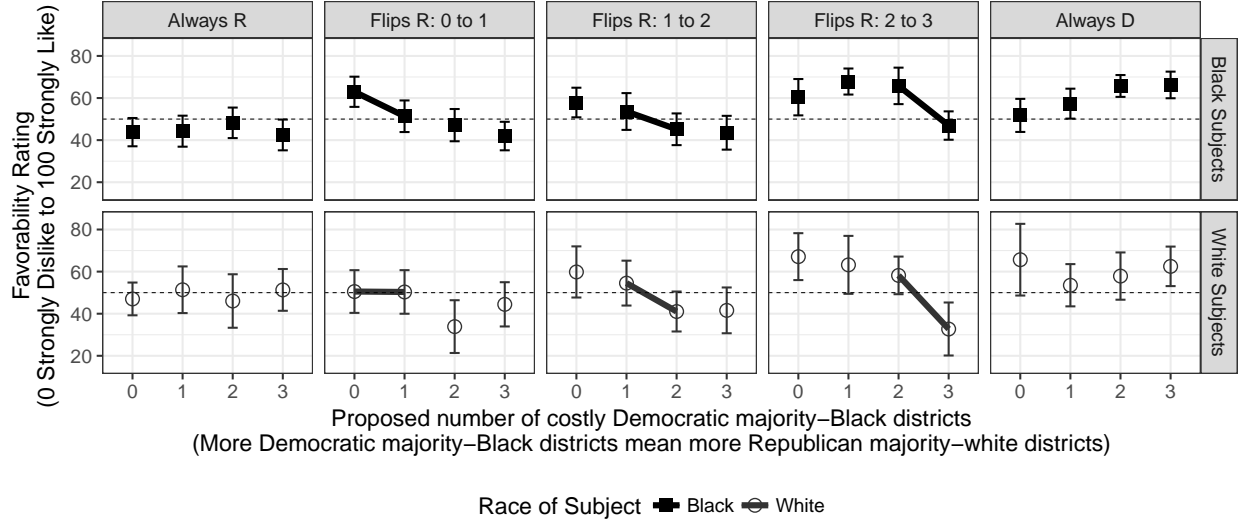 Always R
Flips R: 0 to 1
Flips R: 1 to 2
Flips R: 2 to 3
Always D
Favorability Rating
(0 Strongly Dislike to 100 Strongly Like)
80
60
40
20
Black Subjects
80
60
40
20
White Subjects
0 1 2 3
0 1 2 3
0 1 2 3
0 1 2 3
0 1 2 3
Proposed number of costly Democratic majority−Black districts
(More Democratic majority−Black districts mean more Republican majority−white districts)
Race of Subject Black White